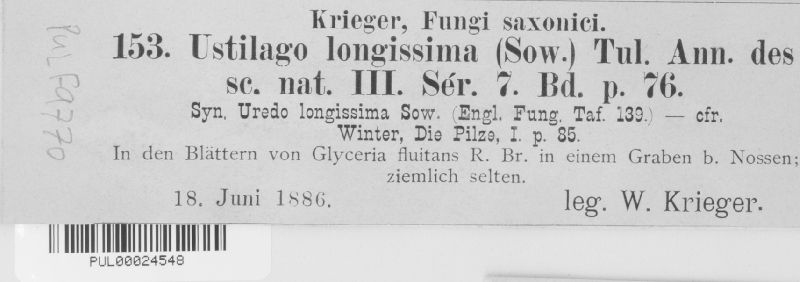 Krieger, Fungi saxonici.
153. Ustilago longissima (Sow.) Tul. Ann. des
sc. nat. III. Sér. 7. Bd. p. 76.
Syn. Uredo longissima Sow. (Engl. Fung. Taf. 139.) — cfr.
Winter, Die Pilze, I. p. 85.
In den Blättern von Glyceria fluitans R. Br. in einem Graben b. Nossen;
ziemlich selten.
18. Juni 1886. leg. W. Krieger.
PUL F9770
PUL00024548